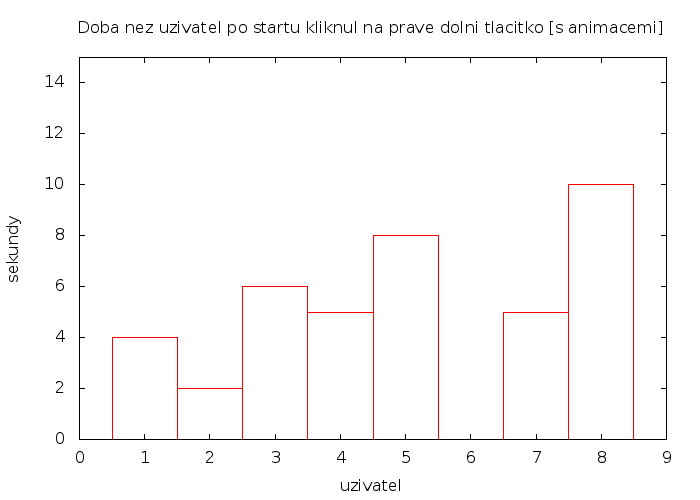 Doba nez uzivatel po startu kliknul na prave dolni tlacitko [s animacemi]
14
12
10
8
6
4
2
0
sekundy
0 1 2 3 4 5 6 7 8 9
uzivatel